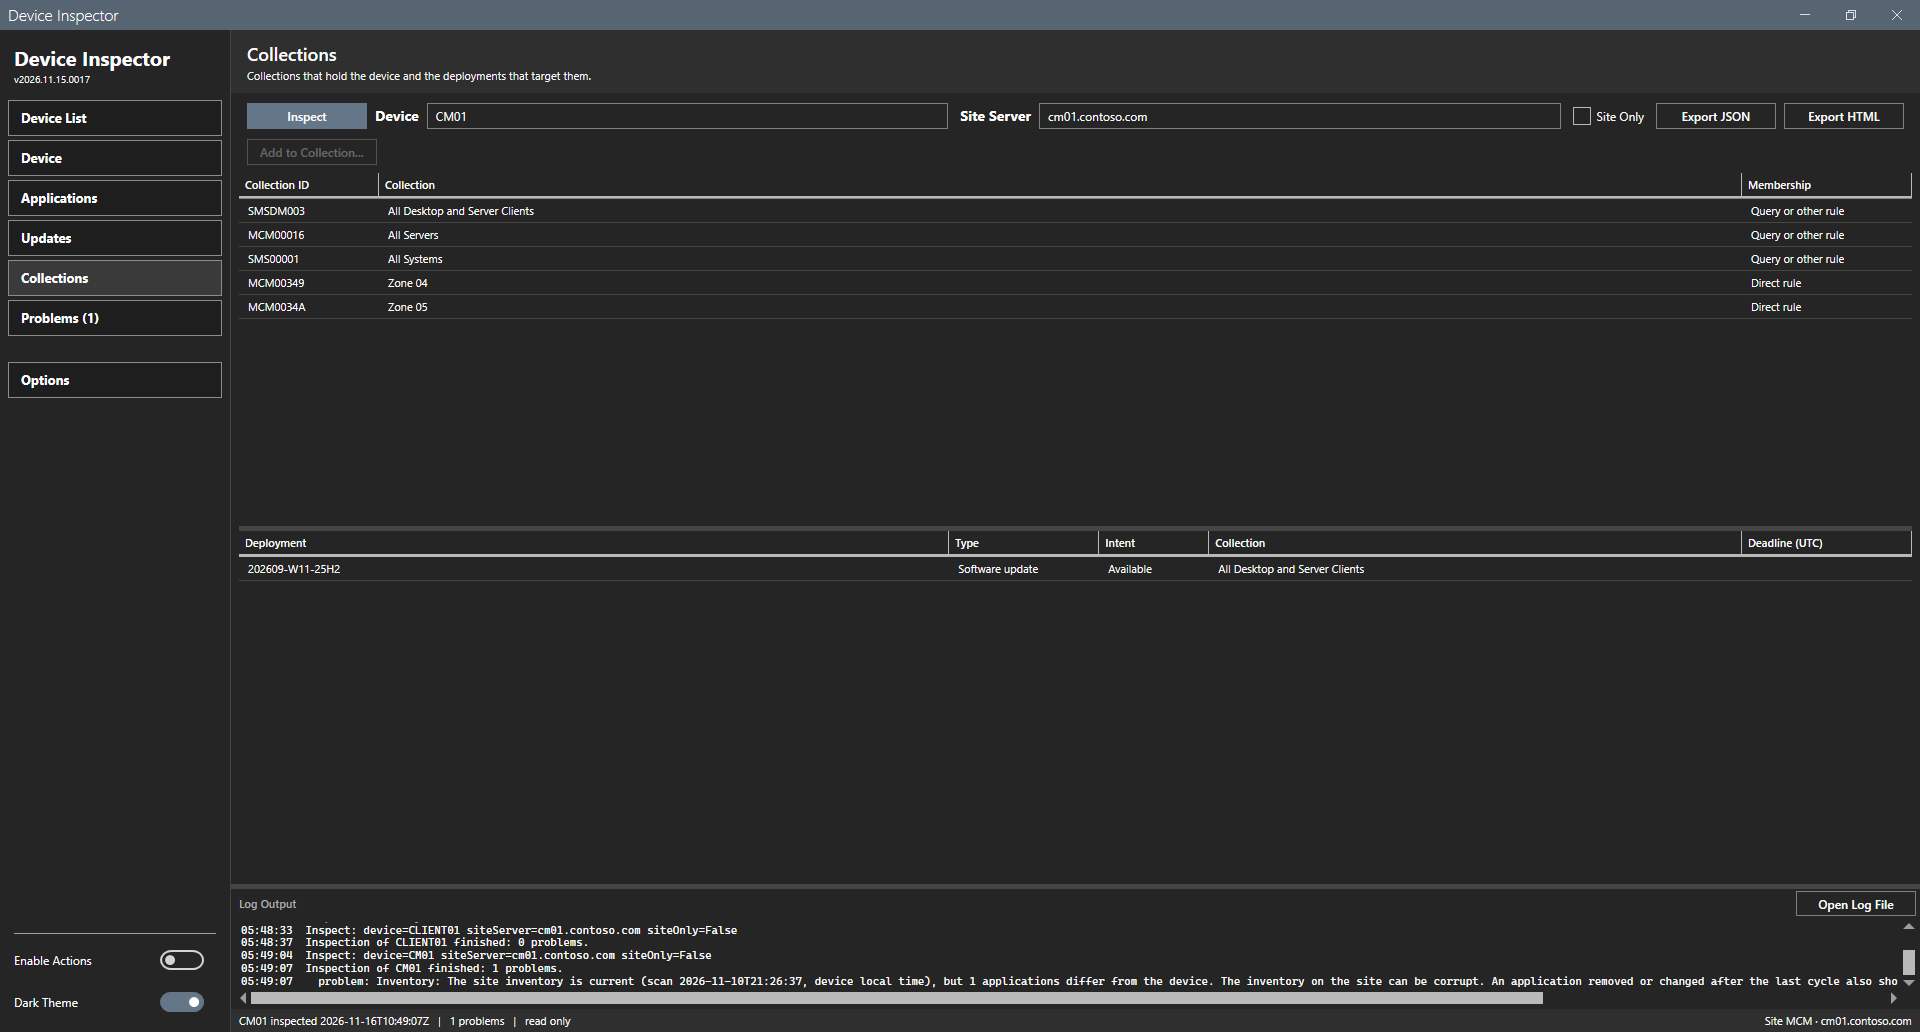 Device Inspector
Device Inspector
v2026.11.15.0017
Device List
Device
Applications
Updates
Collections
Problems (1)
Options
Enable Actions
Dark Theme
Collections
Collections that hold the device and the deployments that target them.
Inspect Device CM01 Site Server cm01.contoso.com Site Only Export JSON Export HTML
Add to Collection...
Collection ID Collection Membership
SMSDM003 All Desktop and Server Clients Query or other rule
MCM00016 All Servers Query or other rule
SMS00001 All Systems Query or other rule
MCM00349 Zone 04 Direct rule
MCM0034A Zone 05 Direct rule
Deployment Type Intent Collection Deadline (UTC)
202609-W11-25H2 Software update Available All Desktop and Server Clients
Log Output Open Log File
05:48:33 Inspect: device=CLIENT01 siteServer=cm01.contoso.com siteOnly=False
05:48:37 Inspection of CLIENT01 finished: 0 problems.
05:49:04 Inspect: device=CM01 siteServer=cm01.contoso.com siteOnly=False
05:49:07 Inspection of CM01 finished: 1 problems.
05:49:07 problem: Inventory: The site inventory is current (scan 2026-11-10T21:26:37, device local time), but 1 applications differ from the device. The inventory on the site can be corrupt. An application removed or changed after the last cycle also sho
CM01 inspected 2026-11-16T10:49:07Z | 1 problems | read only Site MCM · cm01.contoso.com